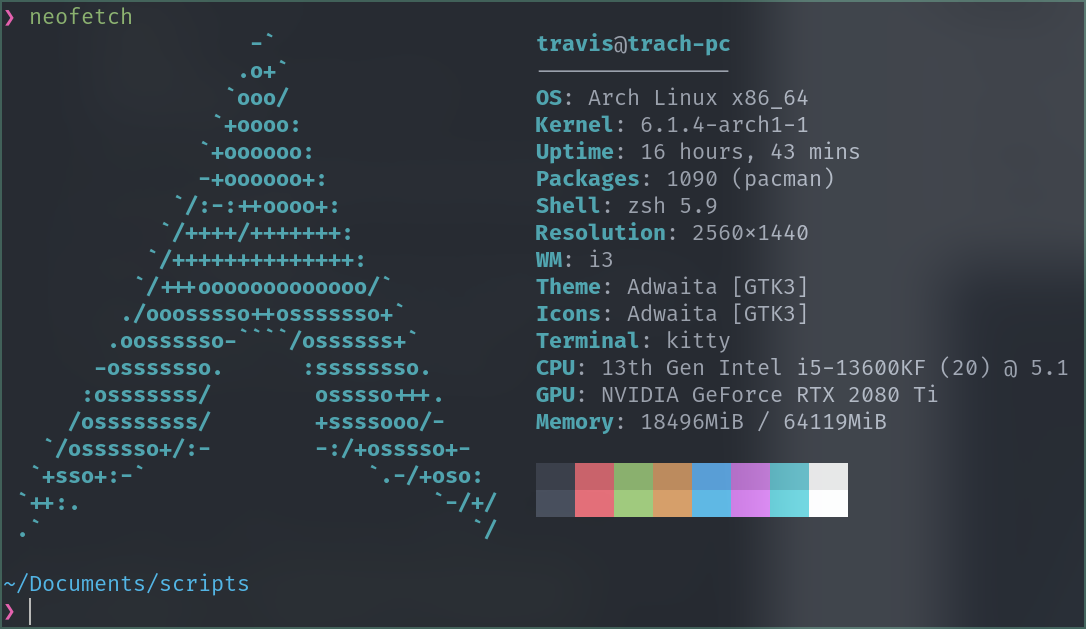 ❯ neofetch
                   -`
                  .o+`
                 `ooo/
                `+oooo:
               `+oooooo:
               -+oooooo+:
             `/:-:++oooo+:
            `/++++/+++++++:
           `/++++++++++++++:
          `/+++ooooooooooooo/`
         ./ooosssso++osssssso+`
        .oossssso-````/ossssss+`
       -osssssso.      :ssssssso.
      :osssssss/        osssso+++.
     /ossssssss/        +ssssooo/-
   `/ossssso+/:-        -:/+osssso+-
  `+sso+:-`                 `.-/+oso:
 `++:.                           `-/+/
 .`                                 `/
travis@trach-pc
---------------
OS: Arch Linux x86_64
Kernel: 6.1.4-arch1-1
Uptime: 16 hours, 43 mins
Packages: 1090 (pacman)
Shell: zsh 5.9
Resolution: 2560x1440
WM: i3
Theme: Adwaita [GTK3]
Icons: Adwaita [GTK3]
Terminal: kitty
CPU: 13th Gen Intel i5-13600KF (20) @ 5.1
GPU: NVIDIA GeForce RTX 2080 Ti
Memory: 18496MiB / 64119MiB
~/Documents/scripts
❯